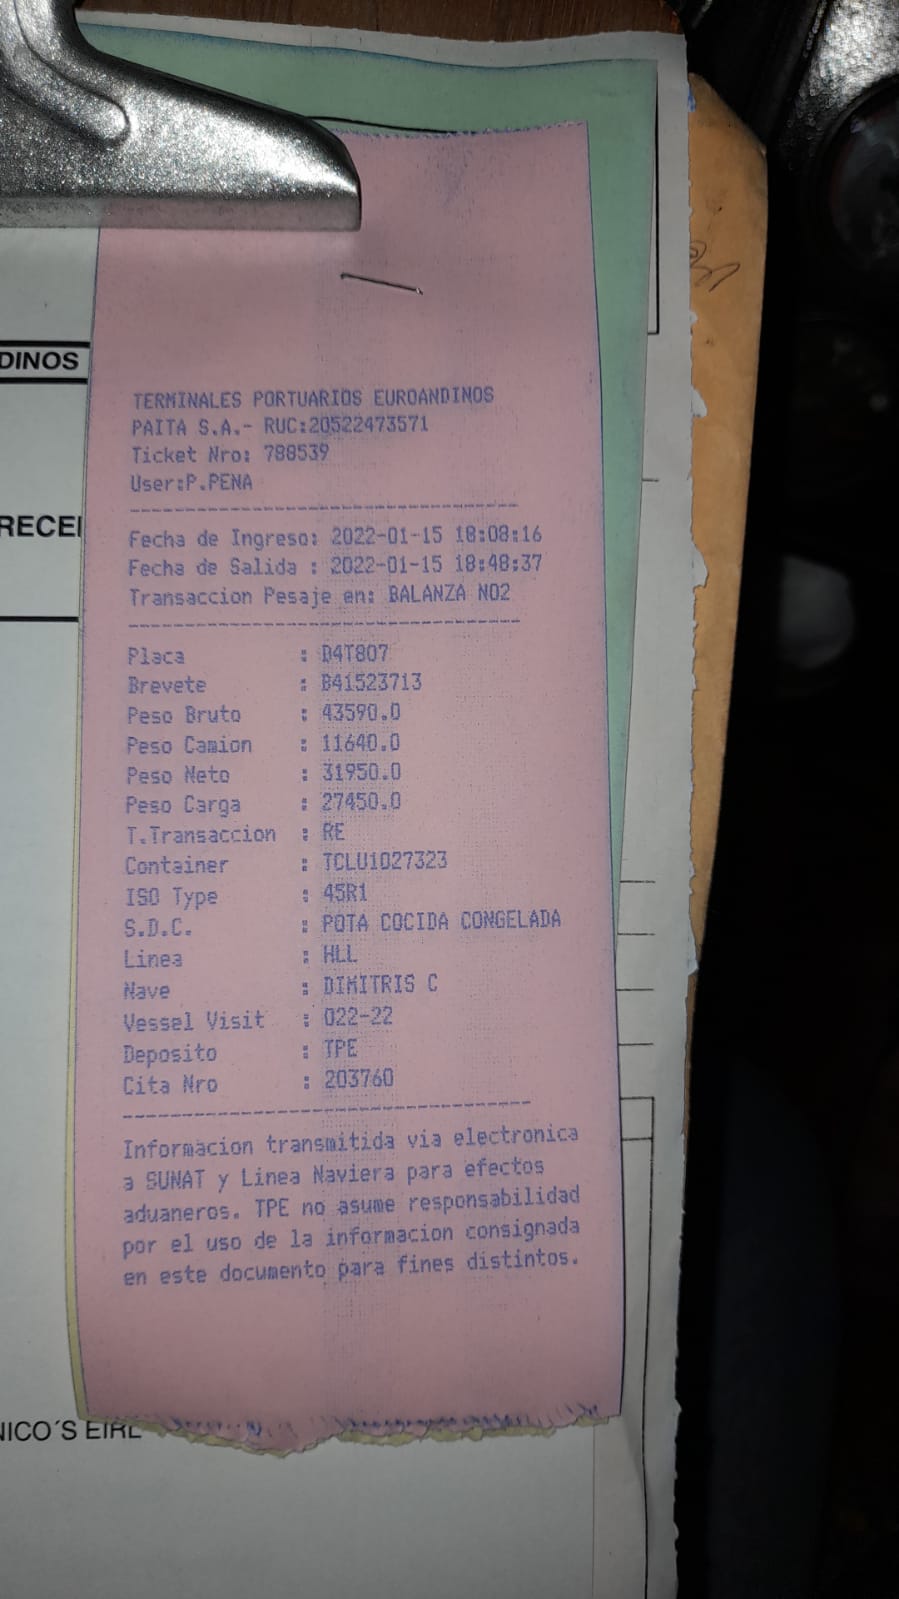 DINOS
RECE
TERMINALES PORTUARIOS EUROANDINOS
PAITA S.A.- RUC:20522473571
Ticket Nro: 788539
User:P.PENA
--------------------------------------------
Fecha de Ingreso: 2022-01-15 18:08:16
Fecha de Salida : 2022-01-15 18:48:37
Transaccion Pesaje en: BALANZA NO2
--------------------------------------------
Placa : D4T807
Brevete : B41523713
Peso Bruto : 43590.0
Peso Camion : 11640.0
Peso Neto : 31950.0
Peso Carga : 27450.0
T.Transaccion : RE
Container : TCLU1027323
ISO Type : 45R1
S.D.C. : POTA COCIDA CONGELADA
Linea : HLL
Nave : DIMITRIS C
Vessel Visit : 022-22
Deposito : TPE
Cita Nro : 203760
--------------------------------------------
Informacion transmitida via electronica
a SUNAT y Linea Naviera para efectos
aduaneros. TPE no asume responsabilidad
por el uso de la informacion consignada
en este documento para fines distintos.
NICO´S EIRL